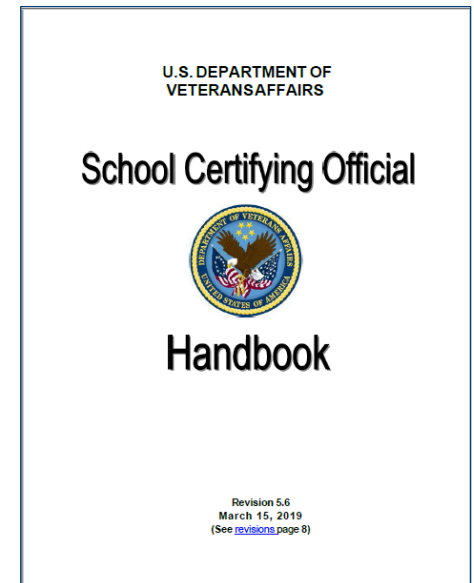 U.S. DEPARTMENT OF
VETERANSAFFAIRS
School Certifying Official
DEPARTMENT OF VETERANS AFFAIRS
UNITED STATES OF AMERICA
Handbook
Revision 5.6
March 15, 2019
(See revisions page 8)